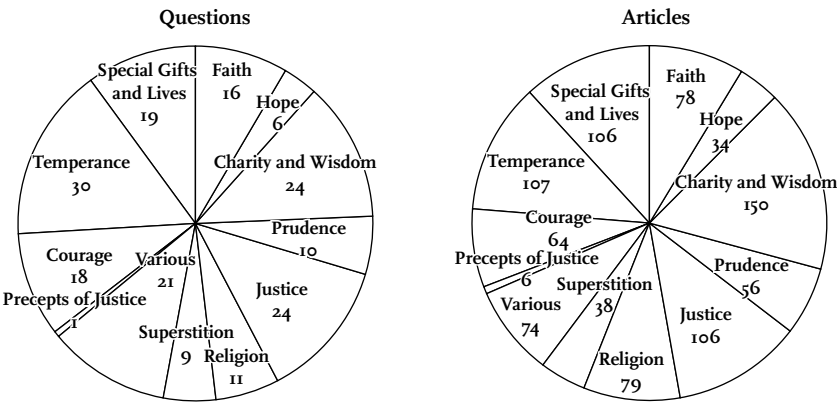 Questions
Special Gifts
and Lives
19
Faith
16
Hope
6
Charity and Wisdom
24
Prudence
10
Justice
24
Religion
11
Superstition
9
Various
21
Precepts of Justice
1
Courage
18
Temperance
30
Articles
Special Gifts
and Lives
106
Faith
78
Hope
34
Charity and Wisdom
150
Prudence
56
Justice
106
Religion
79
Superstition
38
Various
74
Precepts of Justice
6
Courage
64
Temperance
107